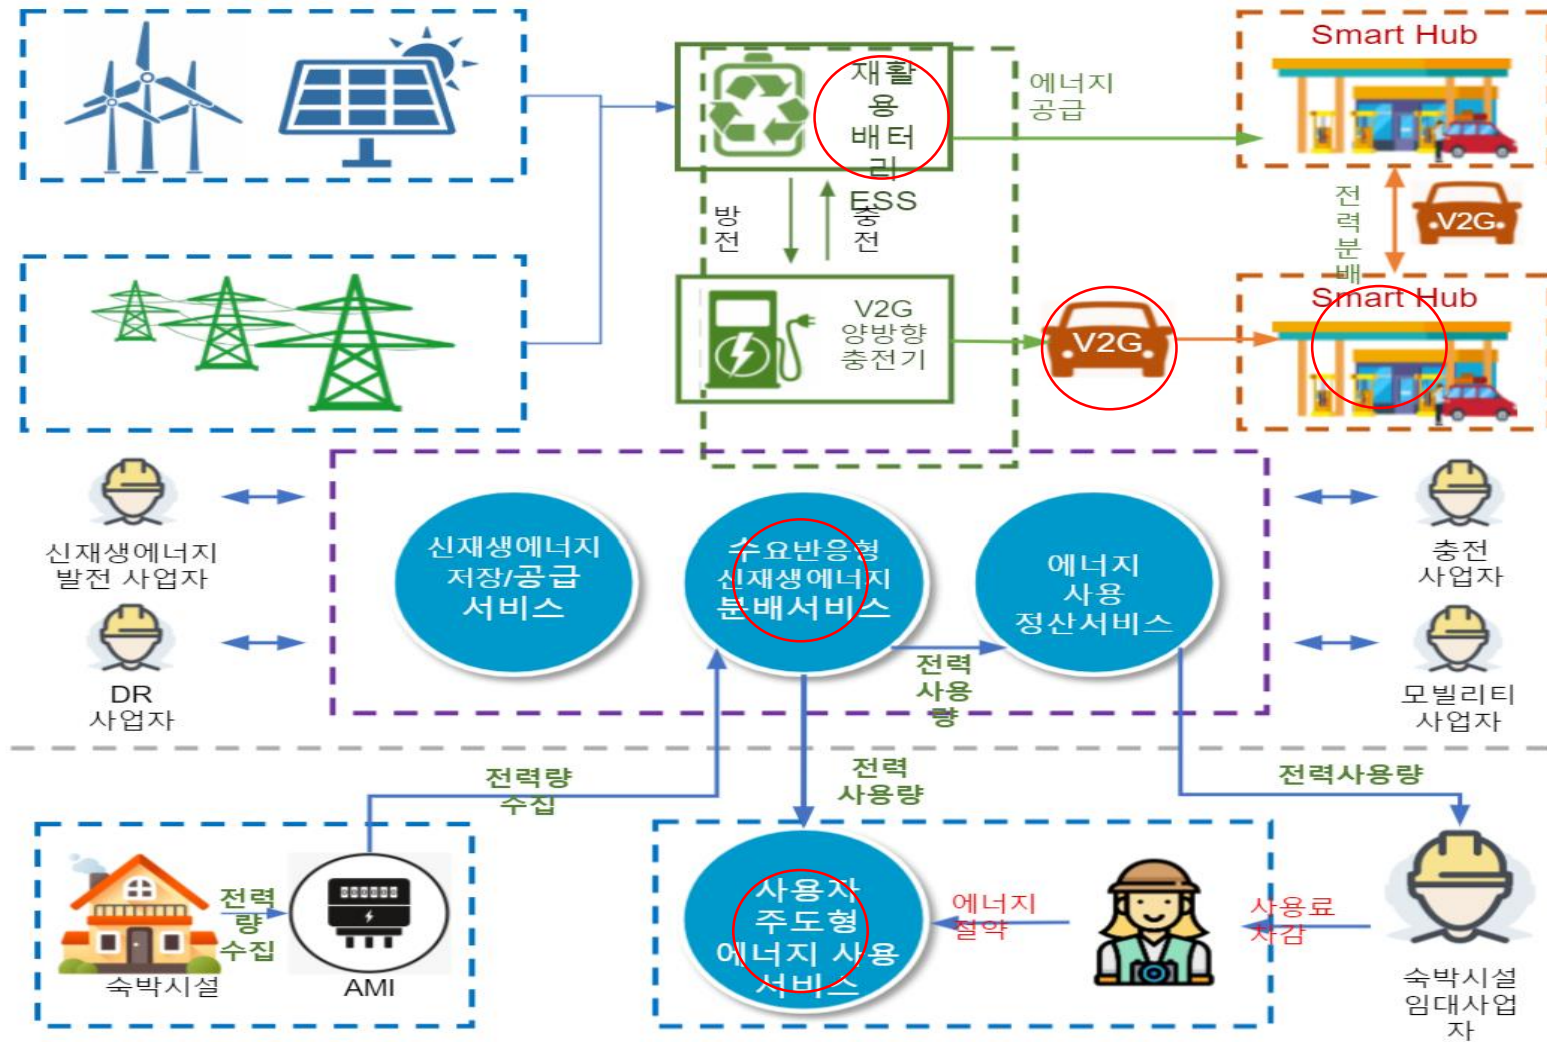 Smart Hub
재활
용
배터
리
ESS
에너지
공급
방
전
충
전
전
력
분
배
V2G
Smart Hub
V2G
양방향
충전기
V2G
신재생에너지
발전 사업자
DR
사업자
신재생에너지
저장/공급
서비스
수요반응형
신재생에너지
분배서비스
에너지
사용
정산서비스
충전
사업자
모빌리티
사업자
전력
사용
량
전력량
수집
전력
사용량
전력사용량
전력
량
수집
숙박시설
AMI
사용자
주도형
에너지 사용
서비스
에너지
절약
사용료
차감
숙박시설
임대사업
자